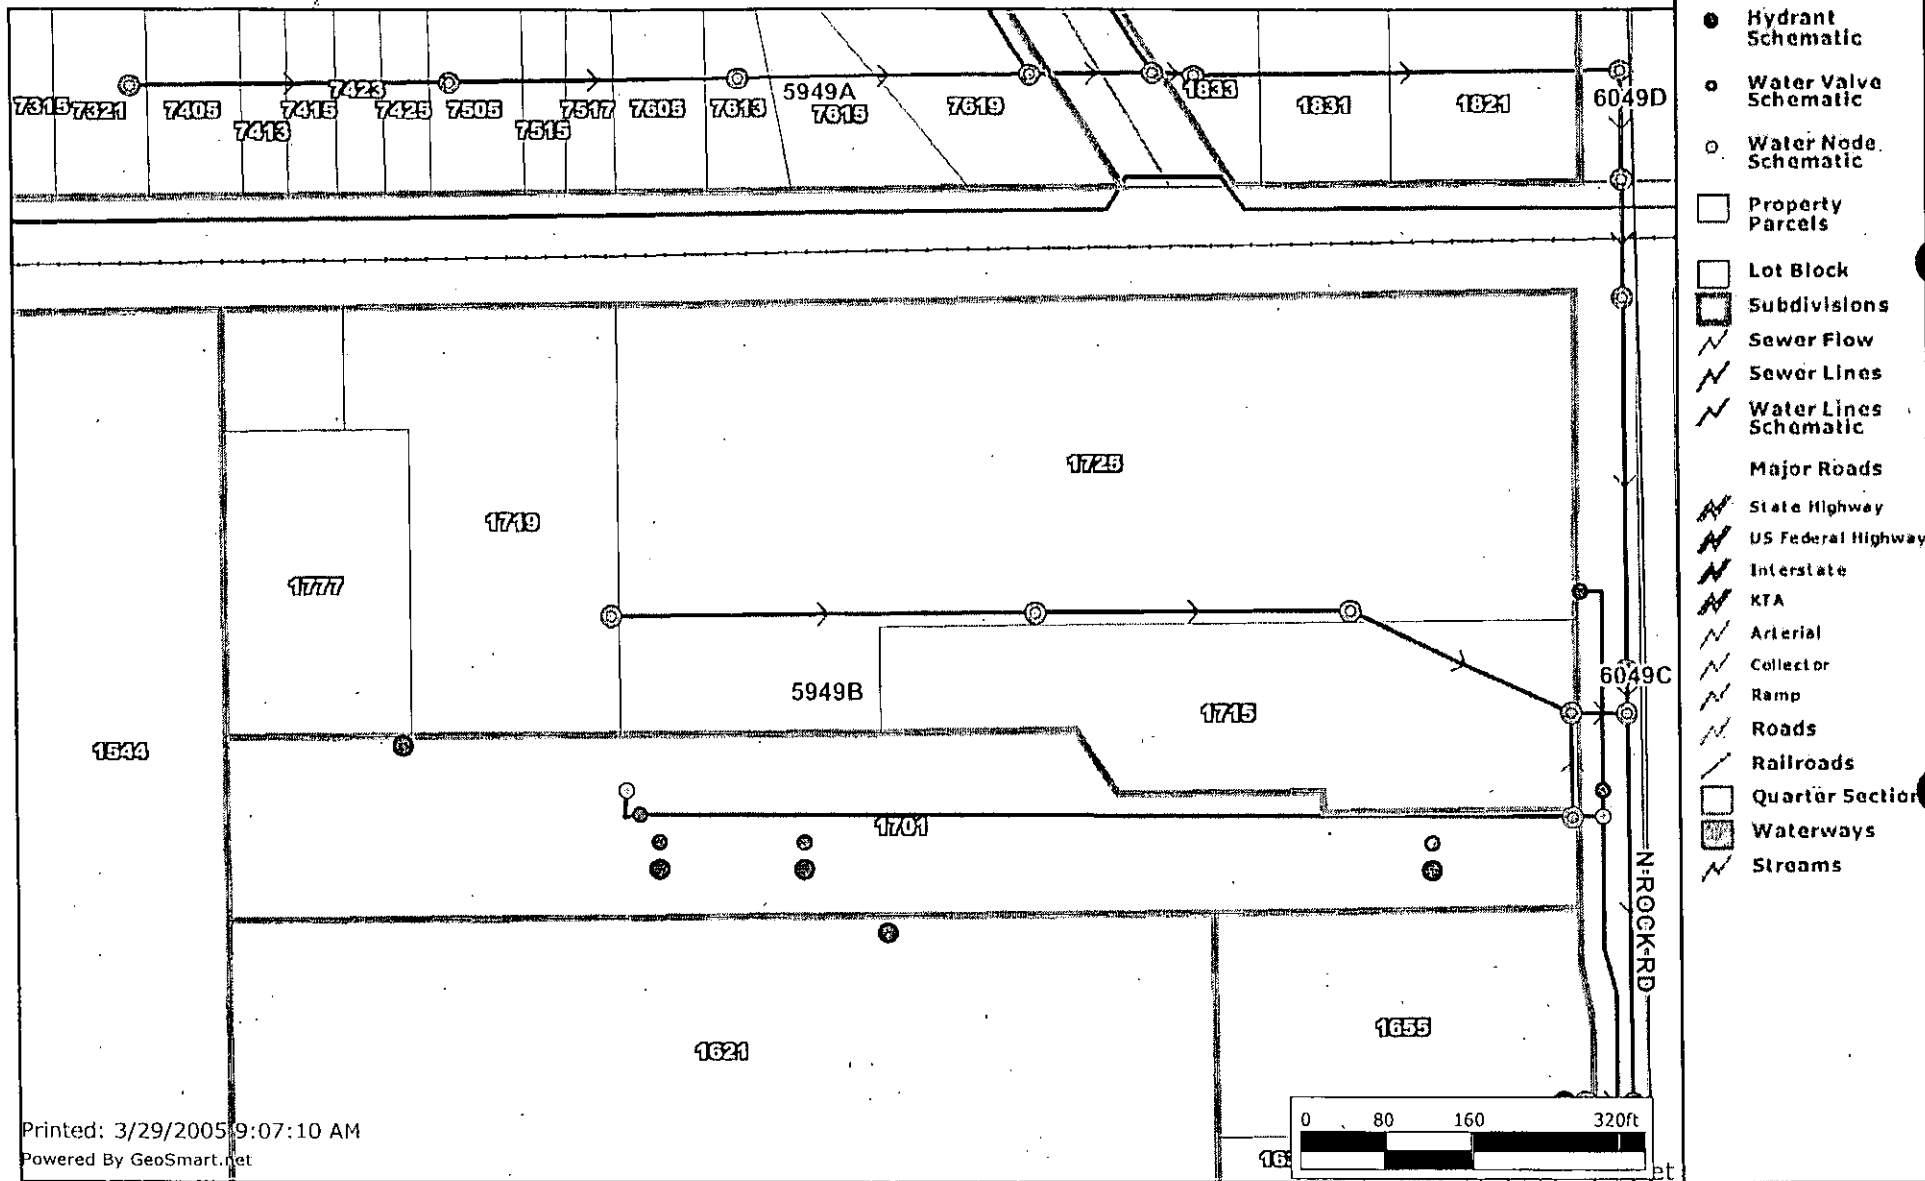 7315
7321
7405
7413
7415
7423
7425
7505
7515
7517
7605
7613
5949A
7615
7619
1833
1831
1821
6049D
1725
1719
1777
5949B
1715
6049C
1544
1701
N ROCK RD
1621
1655
Printed: 3/29/2005 9:07:10 AM
Powered By GeoSmart.net
0 80 160 320ft
et
Hydrant
Schematic
Water Valve
Schematic
Water Node
Schematic
Property
Parcels
Lot Block
Subdivisions
Sewer Flow
Sewer Lines
Water Lines
Schematic
Major Roads
State Highway
US Federal Highway
Interstate
KTA
Arterial
Collector
Ramp
Roads
Railroads
Quarter Section
Waterways
Streams